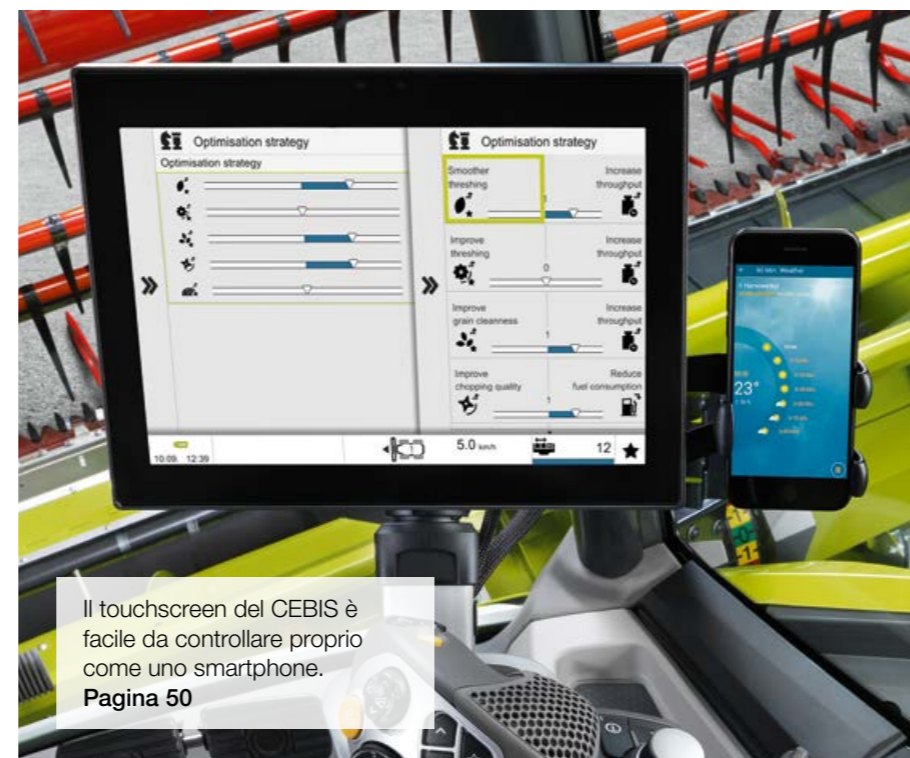 Optimisation strategy
Optimisation strategy
Optimisation strategy
Smoother
threshing
Increase
throughput
Improve
threshing
Increase
throughput
0
Improve
grain cleanness
Increase
throughput
1
Improve
chopping quality
Reduce
fuel consumption
1
10.09. 12:39
1
5.0 km/h
12
Weather
23°
Il touchscreen del CEBIS è
facile da controllare proprio
come uno smartphone.
Pagina 50